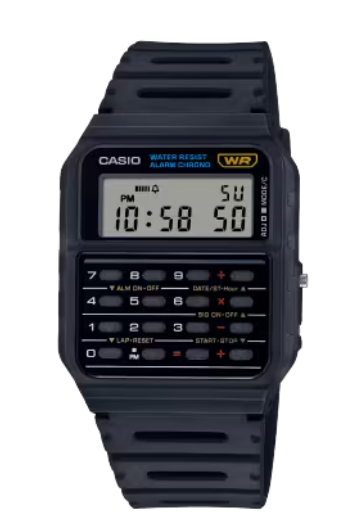 CASIO WATER RESIST
ALARM CHRONO WR
PM SU
10:58 50
ADJ MODE/C
7 8 9 ÷
▼ ALM ON-OFF DATE/ST-Hour ▲
4 5 6 ×
SIG ON-OFF ▲
1 2 3 −
▼ LAP-RESET START-STOP ▼
0 PM = +